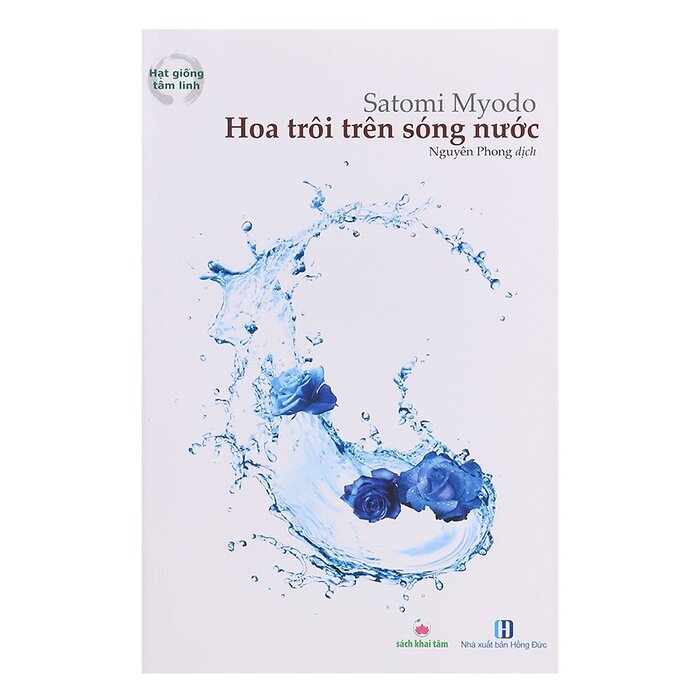 Hạt giống
tâm linh
Satomi Myodo
Hoa trôi trên sóng nước
Nguyên Phong dịch
sách khai tâm
Nhà xuất bản Hồng Đức